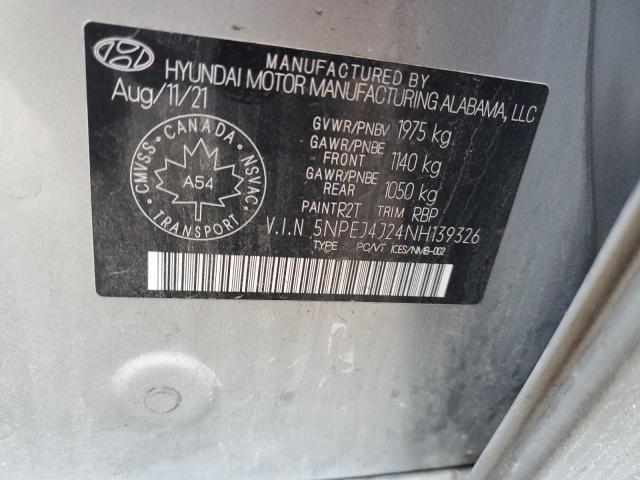 MANUFACTURED BY
HYUNDAI MOTOR MANUFACTURING ALABAMA, LLC
Aug/11/21
GVWR/PNBV 1975 kg
GAWR/PNBE
FRONT 1140 kg
GAWR/PNBE
REAR 1050 kg
PAINT R2T TRIM RBP
V.I.N 5NPEJ4J24NH139326
TYPE PC/VT ICES/NMB-002
CANADA
CMVSS
NSVAC
A54
TRANSPORT